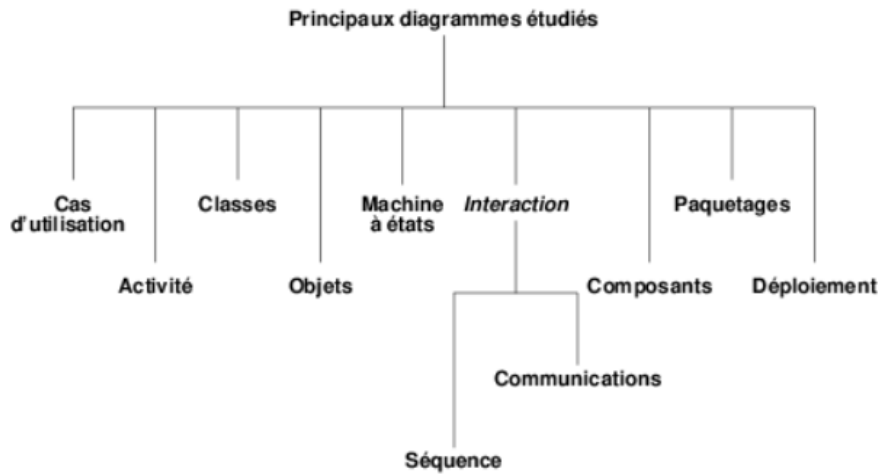 Principaux diagrammes étudiés
Cas
d'utilisation
Classes
Machine
à états
Interaction
Paquetages
Activité
Objets
Composants
Déploiement
Communications
Séquence